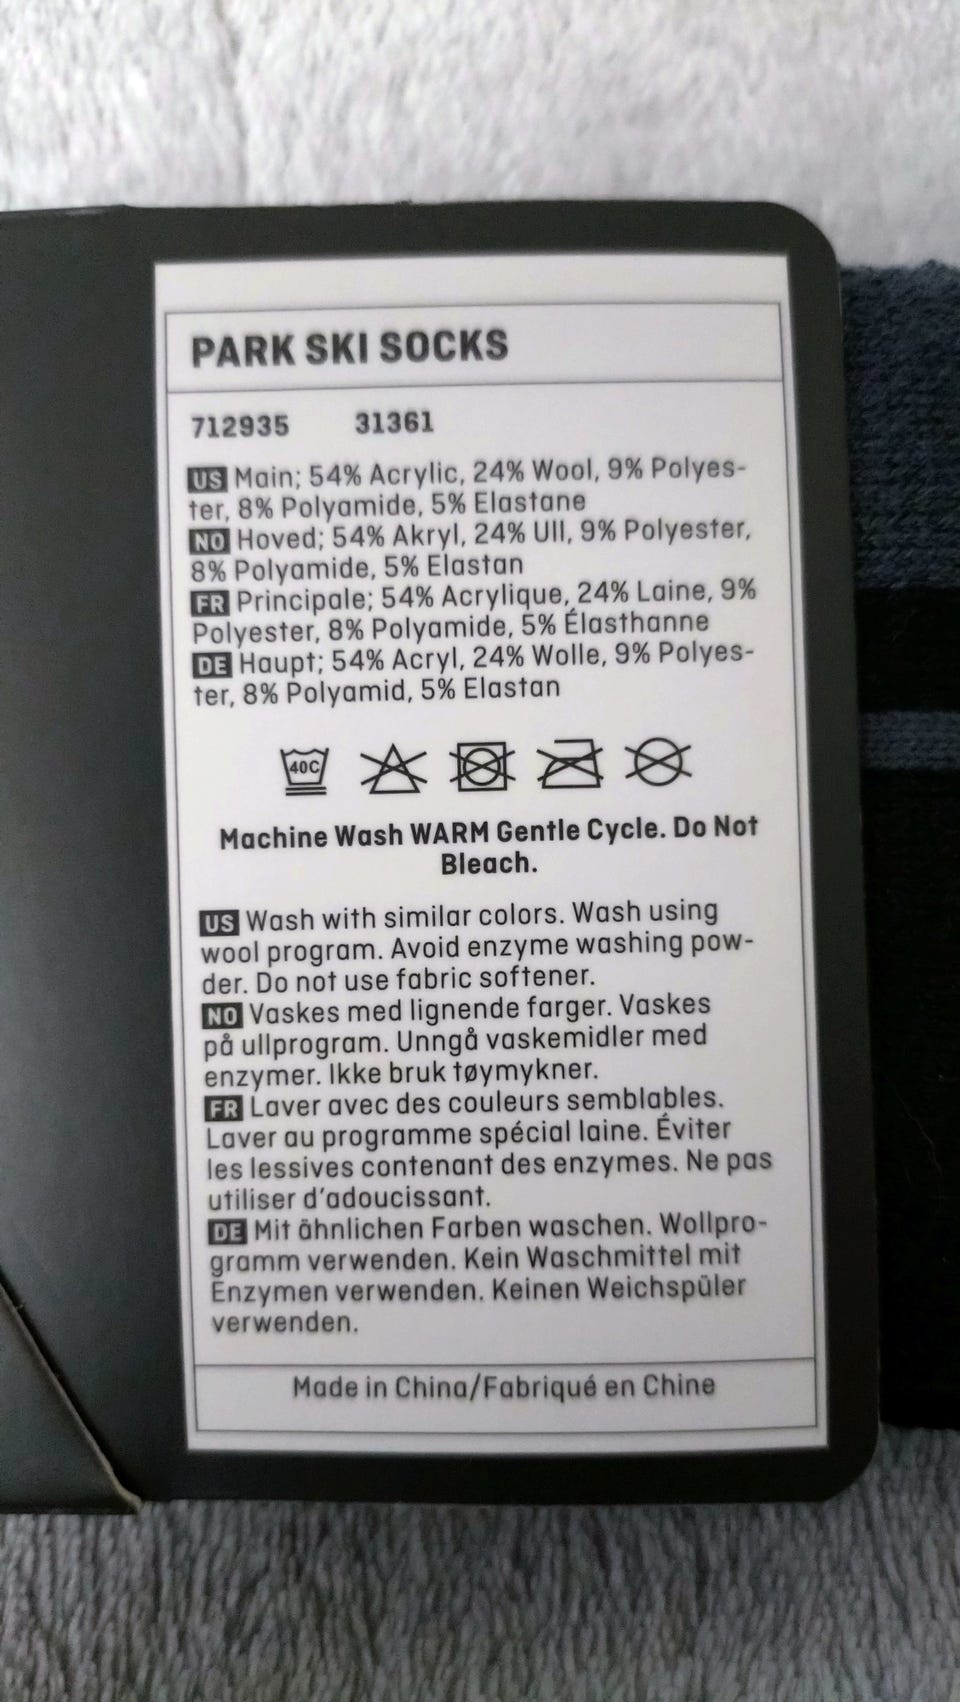 PARK SKI SOCKS
712935 31361
US Main; 54% Acrylic, 24% Wool, 9% Polyes-
ter, 8% Polyamide, 5% Elastane
NO Hoved; 54% Akryl, 24% Ull, 9% Polyester,
8% Polyamide, 5% Elastan
FR Principale; 54% Acrylique, 24% Laine, 9%
Polyester, 8% Polyamide, 5% Élasthanne
DE Haupt; 54% Acryl, 24% Wolle, 9% Polyes-
ter, 8% Polyamid, 5% Elastan
40C
Machine Wash WARM Gentle Cycle. Do Not
Bleach.
US Wash with similar colors. Wash using
wool program. Avoid enzyme washing pow-
der. Do not use fabric softener.
NO Vaskes med lignende farger. Vaskes
på ullprogram. Unngå vaskemidler med
enzymer. Ikke bruk tøymykner.
FR Laver avec des couleurs semblables.
Laver au programme spécial laine. Éviter
les lessives contenant des enzymes. Ne pas
utiliser d'adoucissant.
DE Mit ähnlichen Farben waschen. Wollpro-
gramm verwenden. Kein Waschmittel mit
Enzymen verwenden. Keinen Weichspüler
verwenden.
Made in China/Fabriqué en Chine